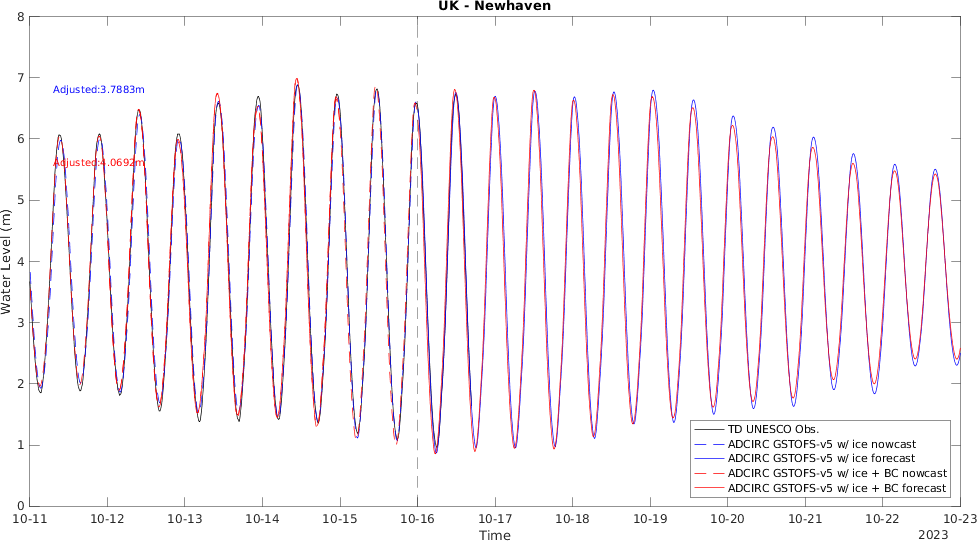 UK - Newhaven
8
7
6
5
4
3
2
1
0
Water Level (m)
Adjusted:3.7883m
Adjusted:4.0692m
TD UNESCO Obs.
ADCIRC GSTOFS-v5 w/ ice nowcast
ADCIRC GSTOFS-v5 w/ ice forecast
ADCIRC GSTOFS-v5 w/ ice + BC nowcast
ADCIRC GSTOFS-v5 w/ ice + BC forecast
10-11 10-12 10-13 10-14 10-15 10-16 10-17 10-18 10-19 10-20 10-21 10-22 10-23
Time
2023